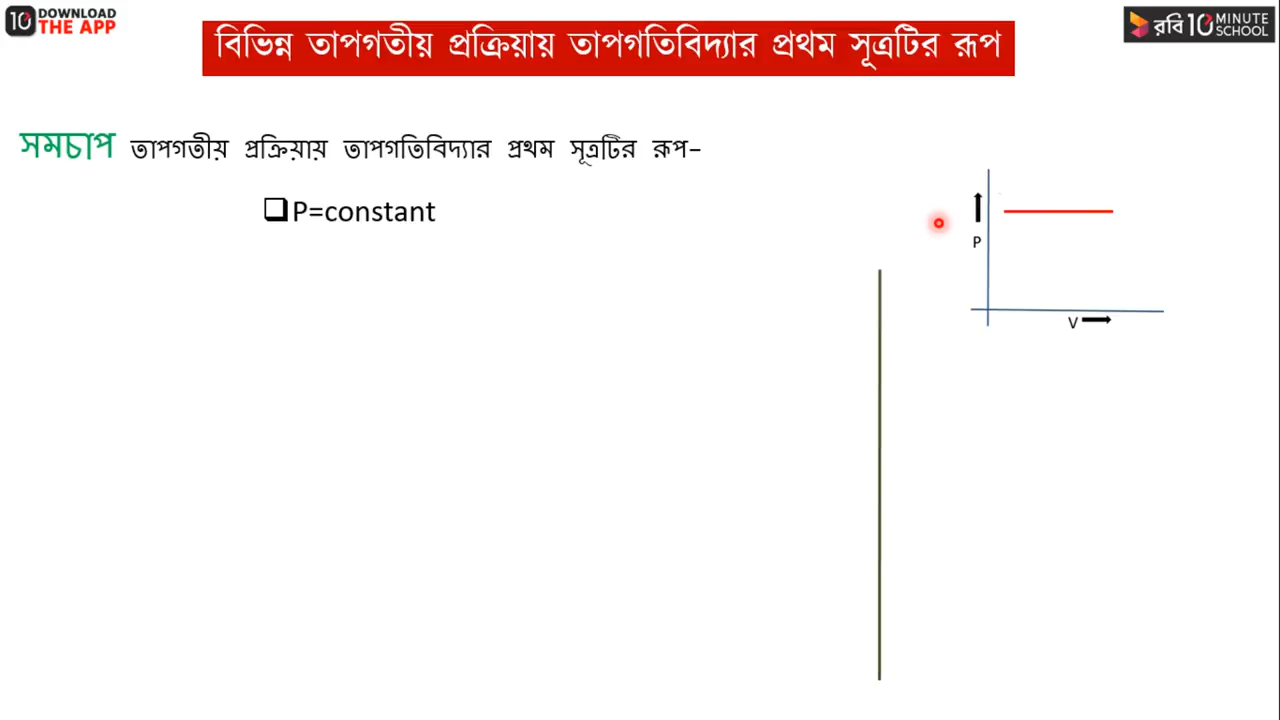 10 DOWNLOAD
THE APP
বিভিন্ন তাপগতীয় প্রক্রিয়ায় তাপগতিবিদ্যার প্রথম সূত্রটির রূপ
রবি 10 MINUTE
SCHOOL
সমচাপ তাপগতীয় প্রক্রিয়ায় তাপগতিবিদ্যার প্রথম সূত্রটির রূপ–
P=constant
P
V